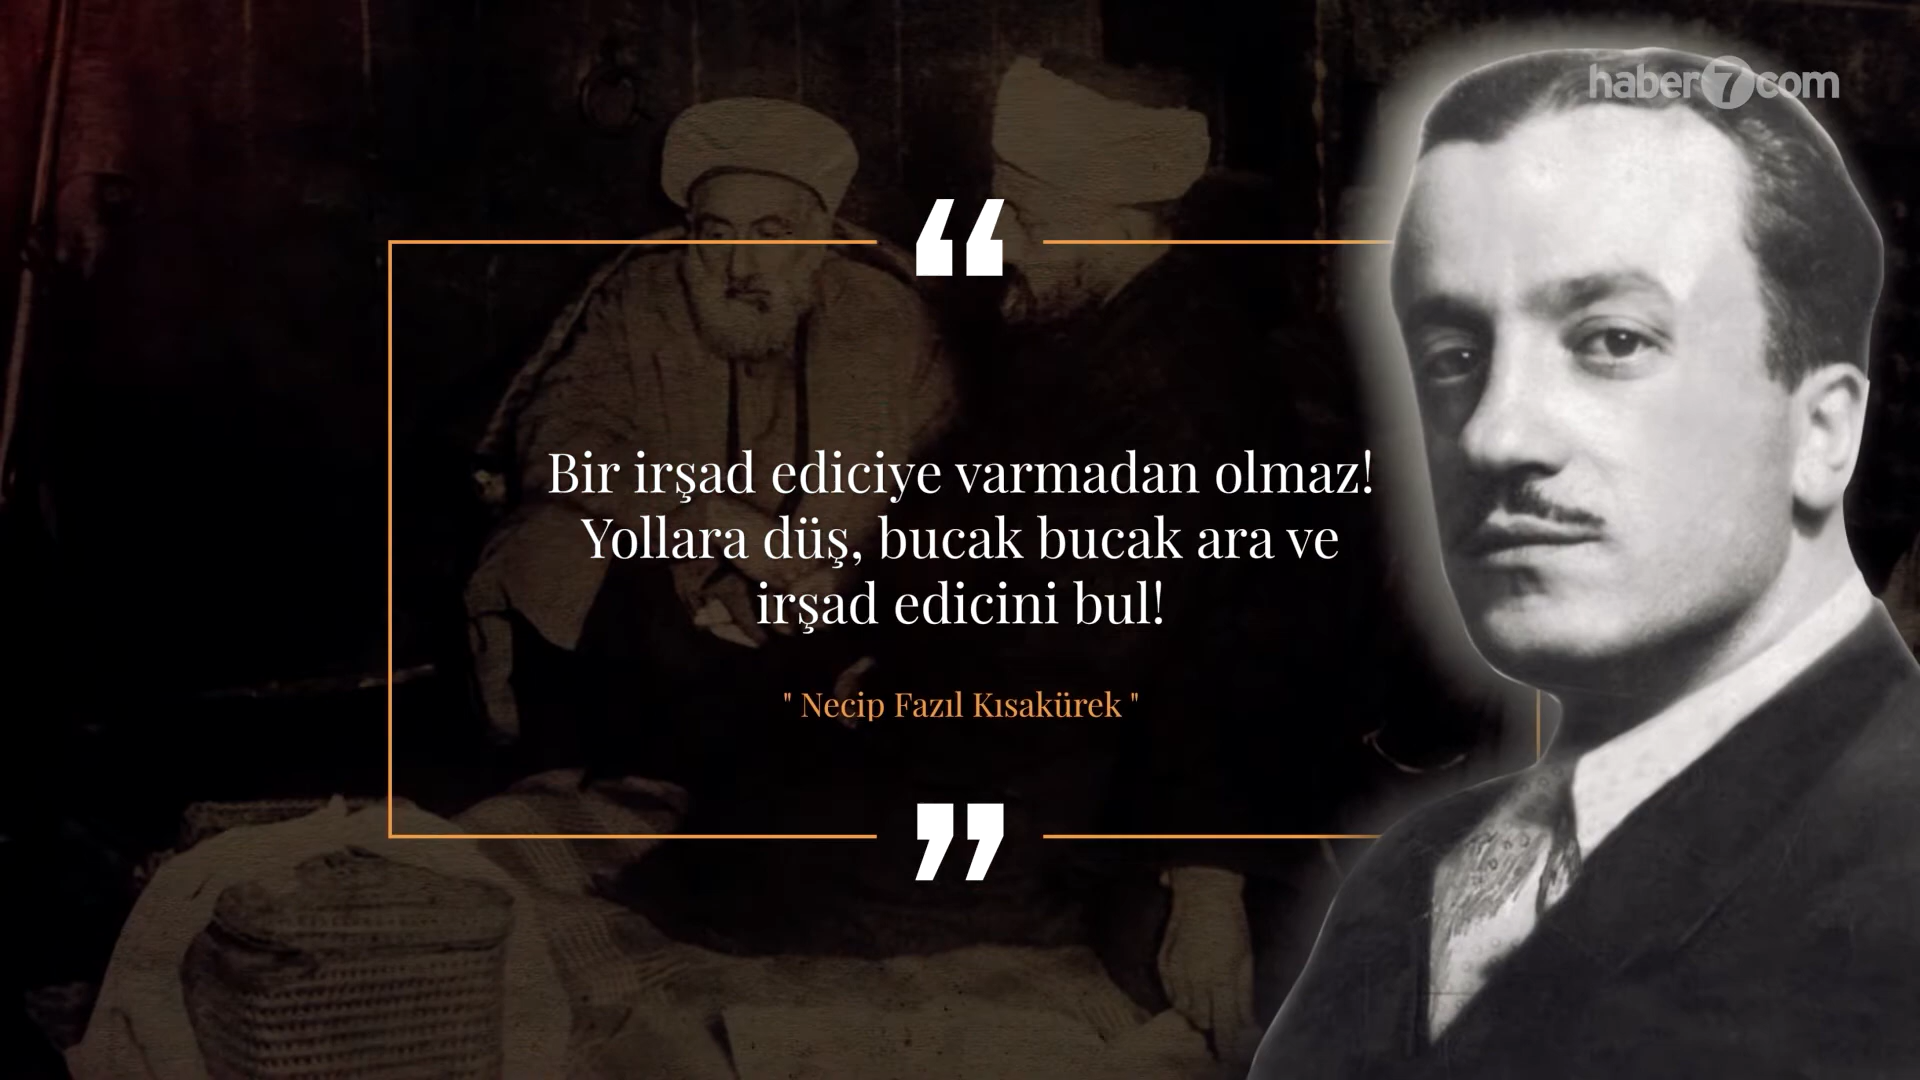 haber7com
“
Bir irşad ediciye varmadan olmaz!
Yollara düş, bucak bucak ara ve
irşad edicini bul!
" Necip Fazıl Kısakürek "
”